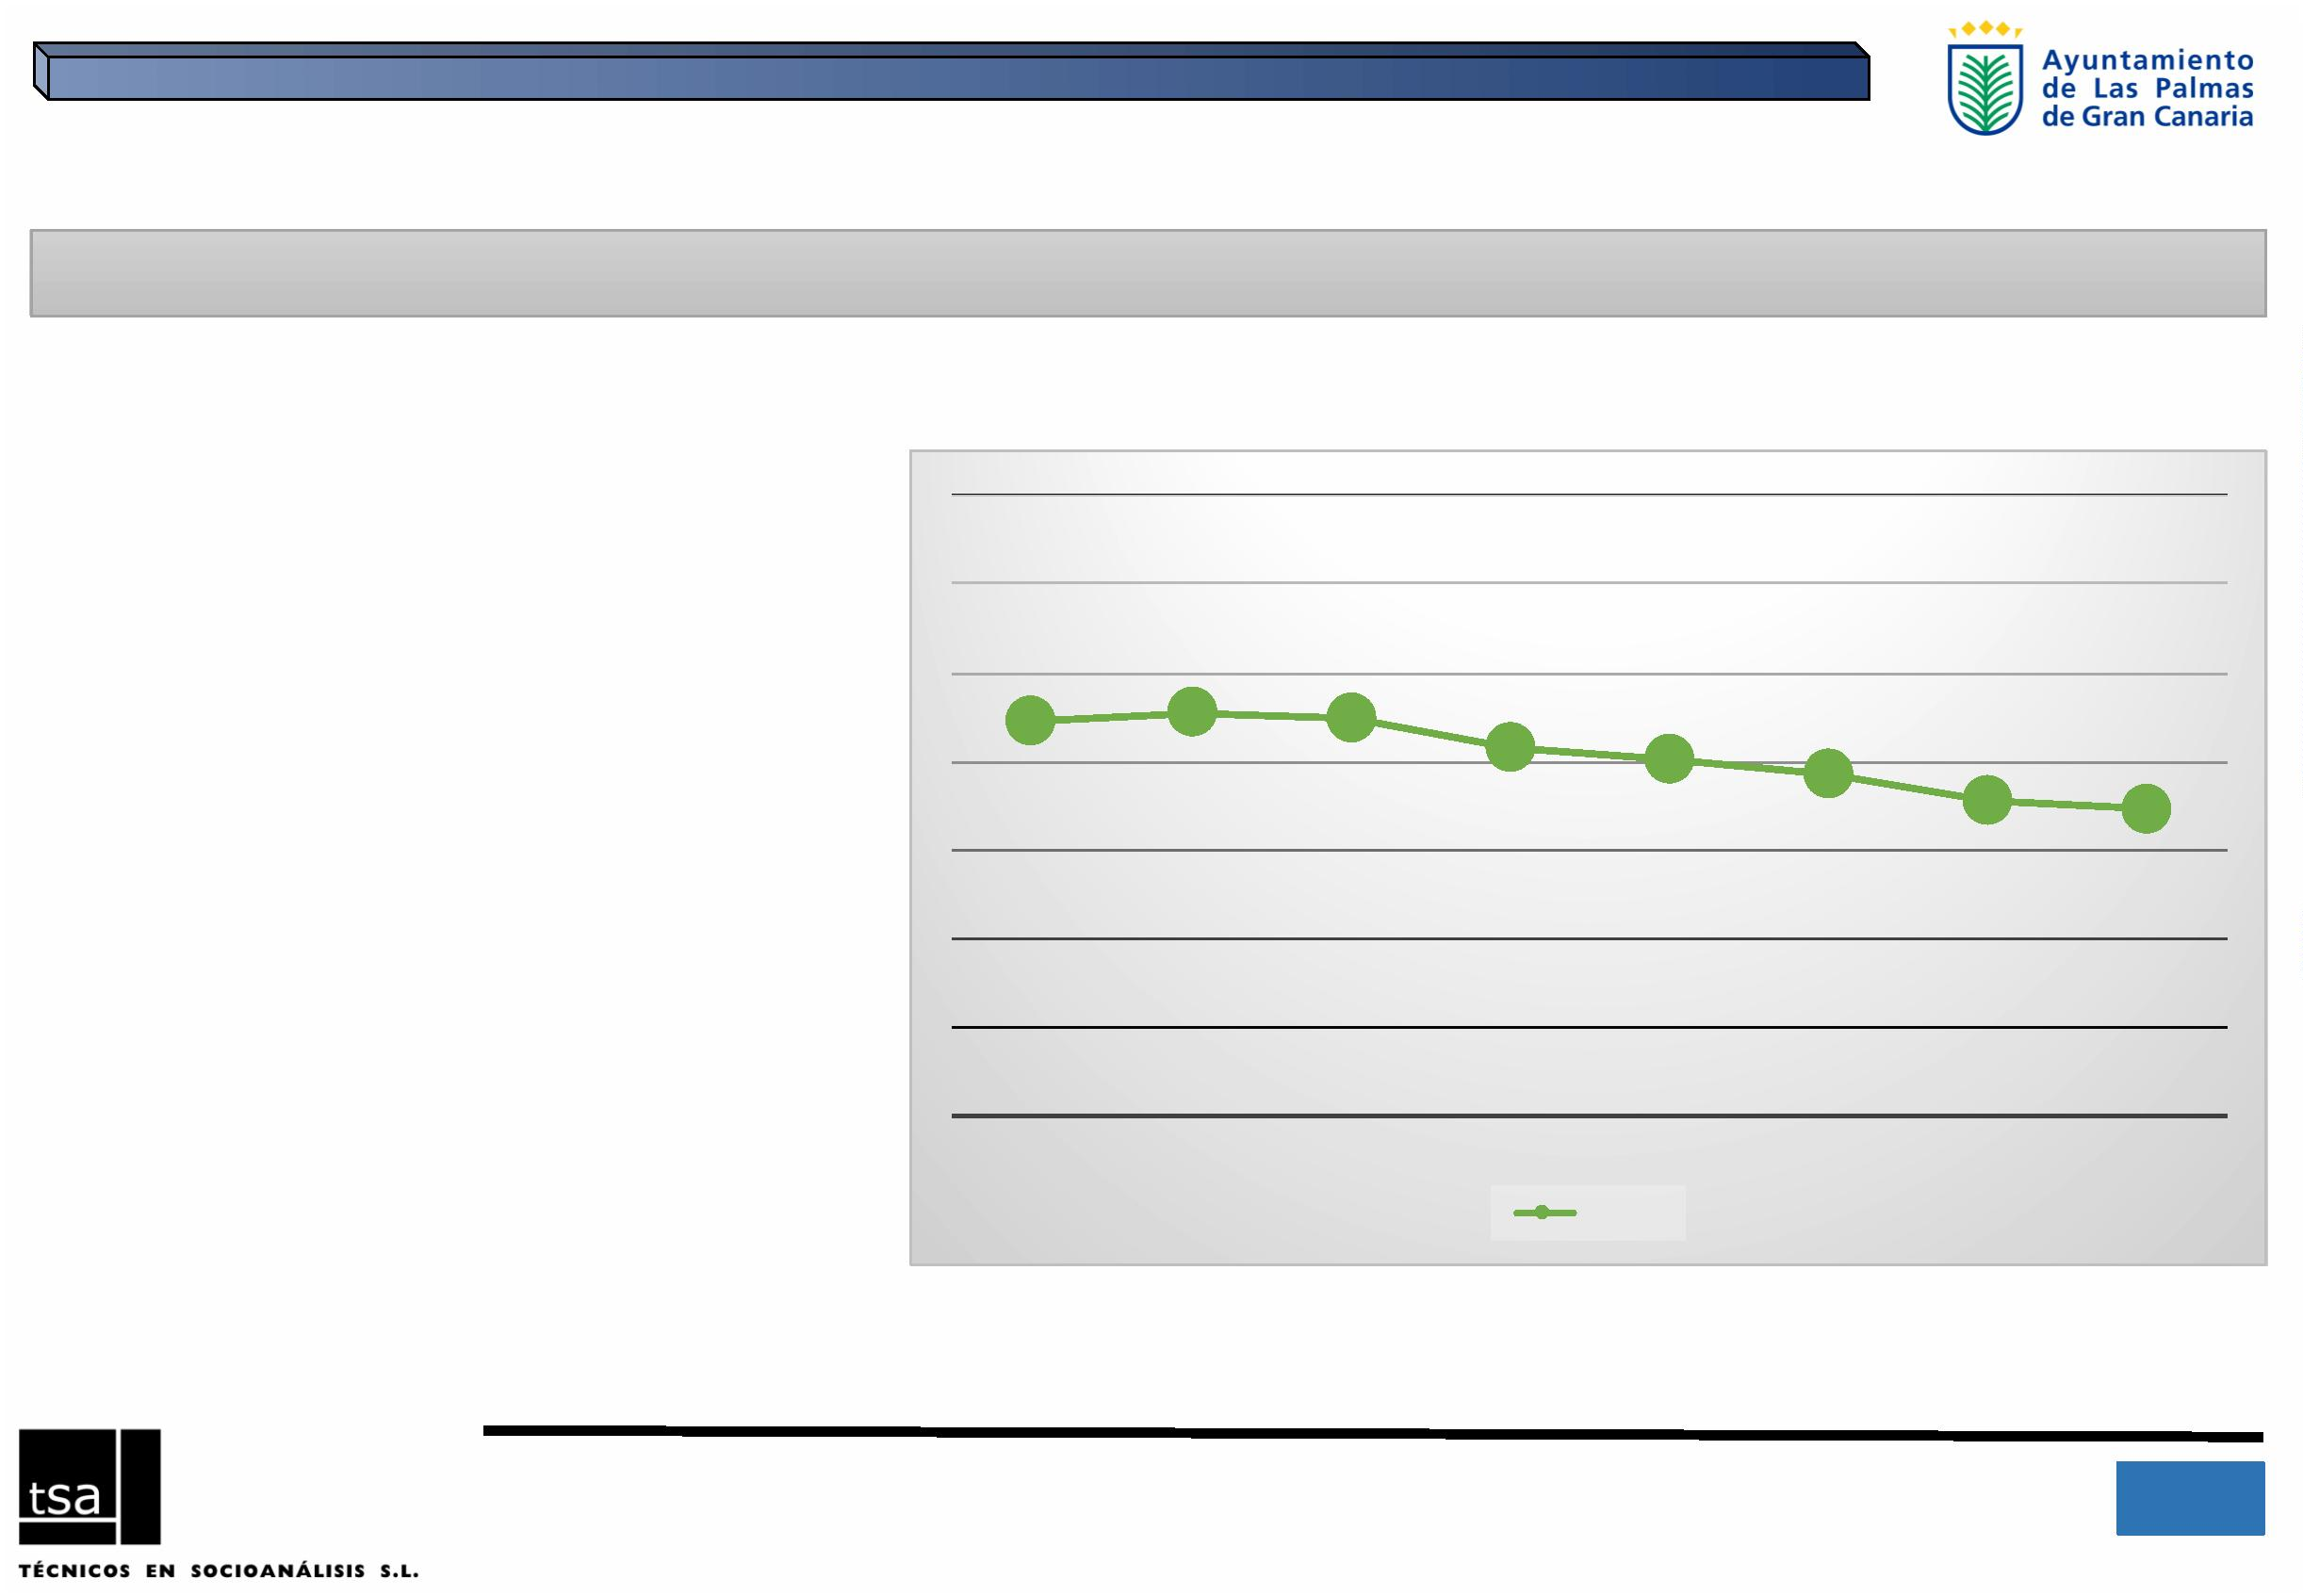 Ayuntamiento
de Las Palmas
de Gran Canaria
tsa
TÉCNICOS EN SOCIOANÁLISIS S.L.